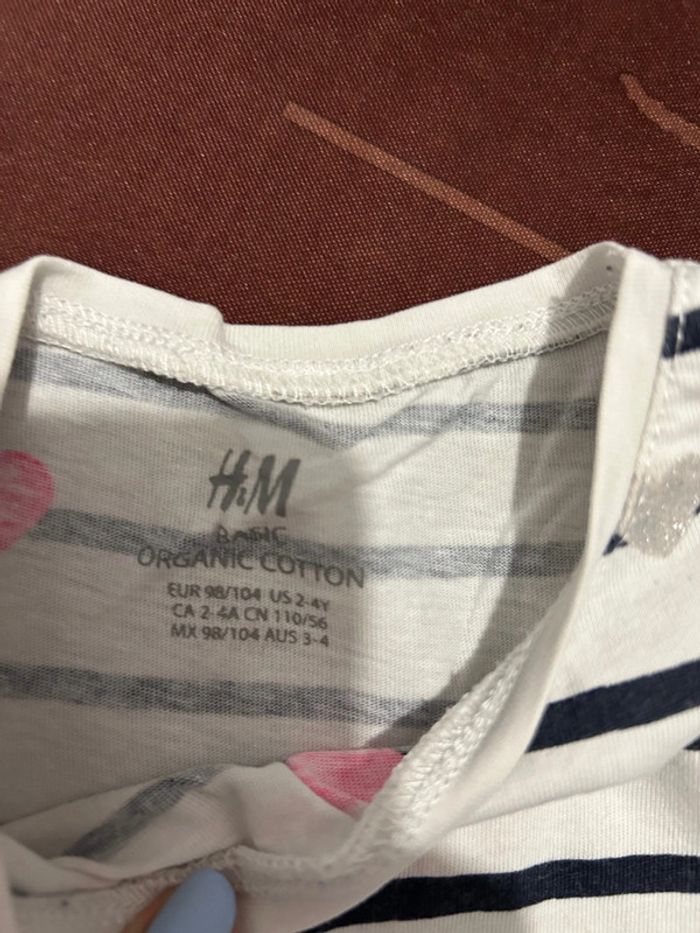 H&M
BASIC
ORGANIC COTTON
EUR 98/104 US 2-4Y
CA 2-4A CN 110/56
MX 98/104 AUS 3-4